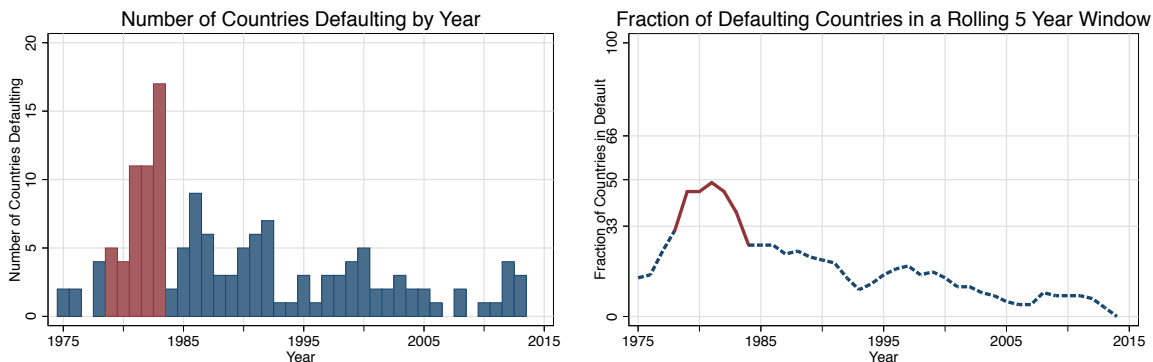 Number of Countries Defaulting by Year
Number of Countries Defaulting
20
15
10
5
0
1975 1985 1995 2005 2015
Year
Fraction of Defaulting Countries in a Rolling 5 Year Window
Fraction of Countries in Default
100
66
50
33
0
1975 1985 1995 2005 2015
Year